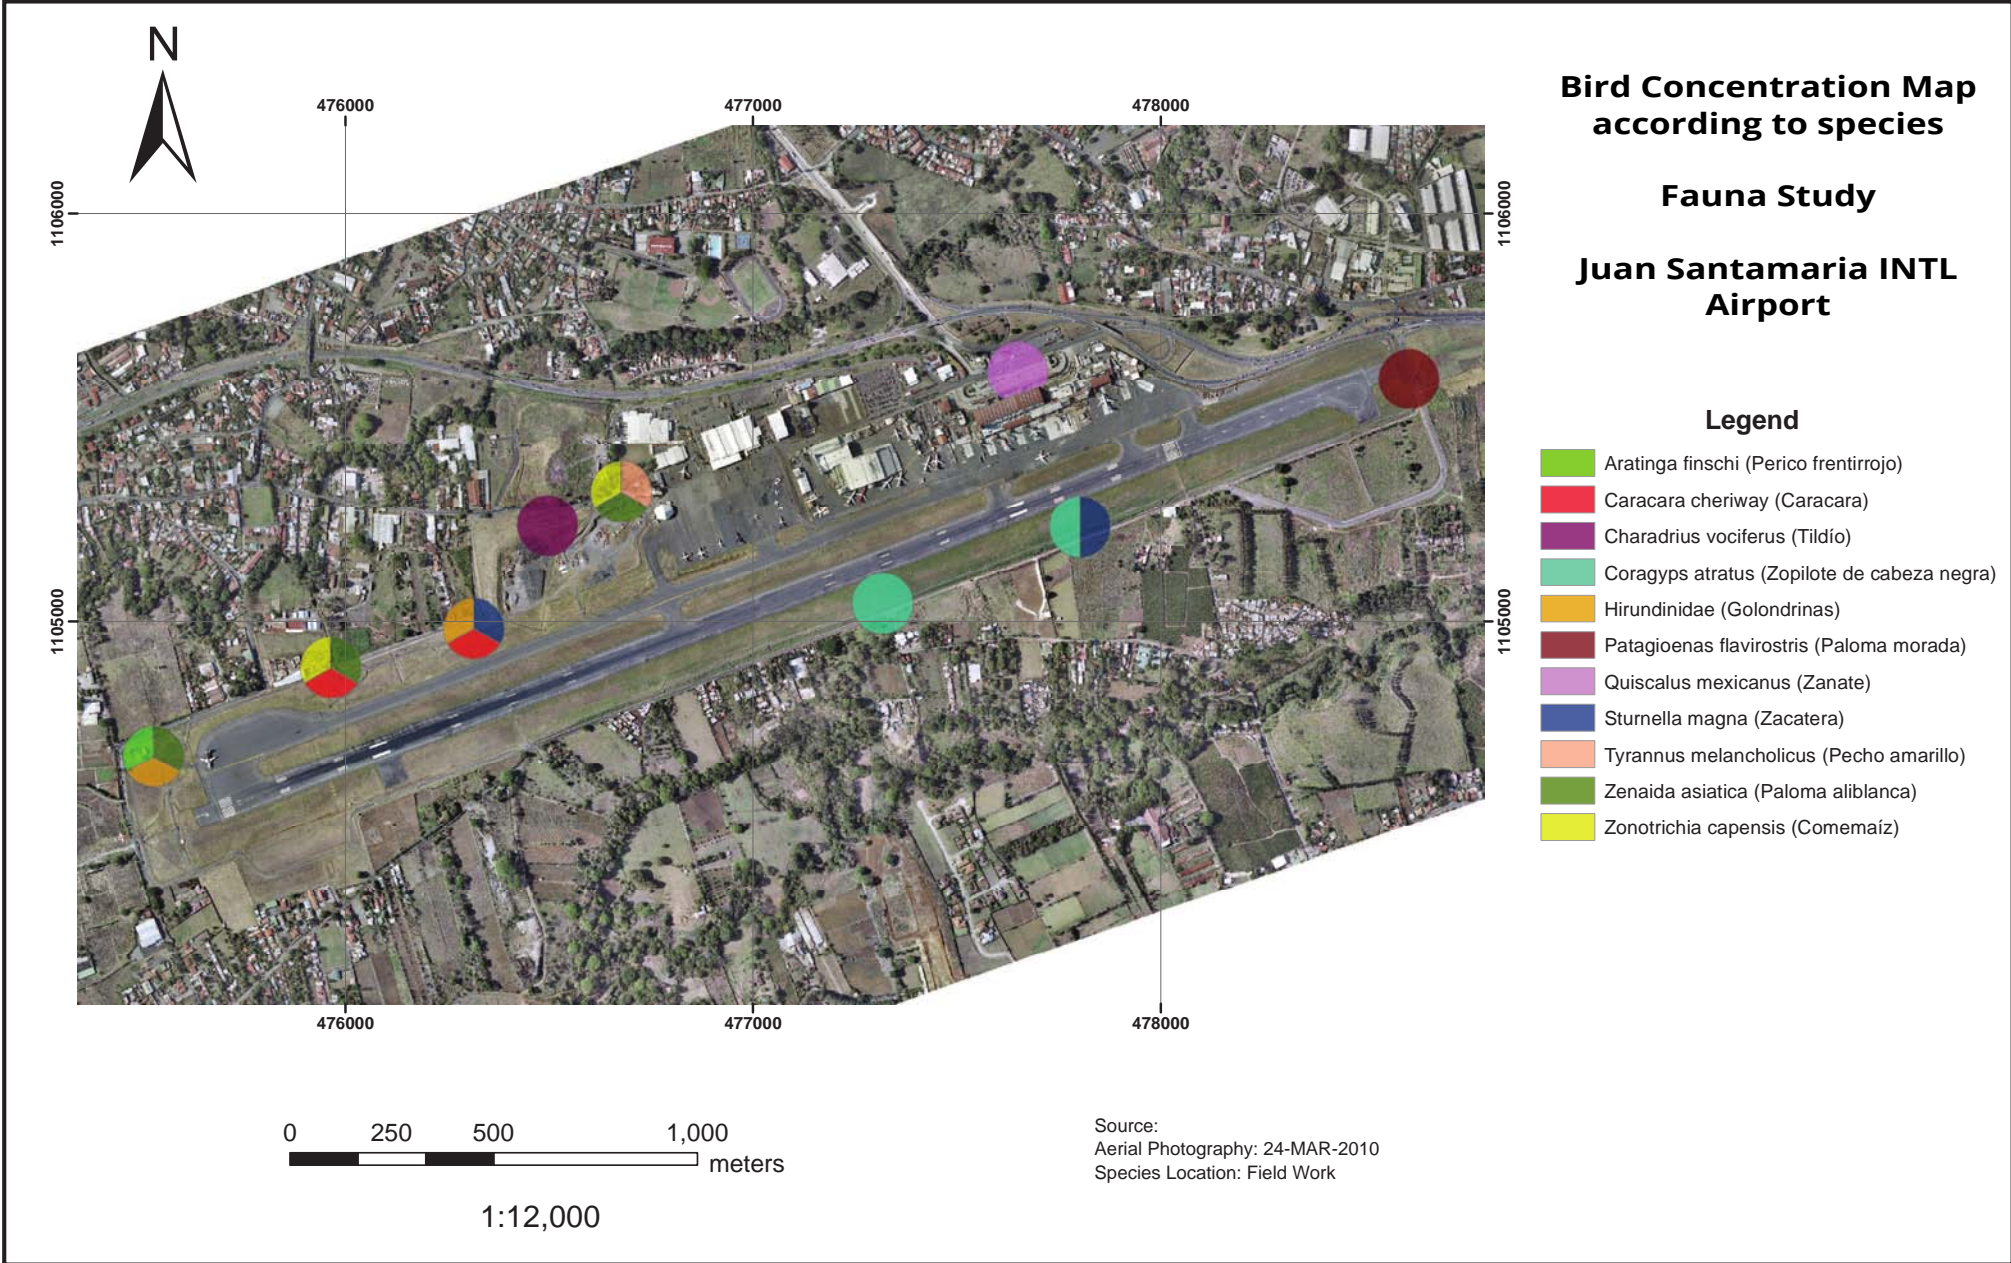 N
Bird Concentration Map
according to species
Fauna Study
Juan Santamaria INTL
Airport
476000
477000
478000
1106000
1106000
1105000
1105000
476000
477000
478000
Legend
Aratinga finschi (Perico frentirrojo)
Caracara cheriway (Caracara)
Charadrius vociferus (Tildío)
Coragyps atratus (Zopilote de cabeza negra)
Hirundinidae (Golondrinas)
Patagioenas flavirostris (Paloma morada)
Quiscalus mexicanus (Zanate)
Sturnella magna (Zacatera)
Tyrannus melancholicus (Pecho amarillo)
Zenaida asiatica (Paloma aliblanca)
Zonotrichia capensis (Comemaíz)
0 250 500 1,000
meters
1:12,000
Source:
Aerial Photography: 24-MAR-2010
Species Location: Field Work